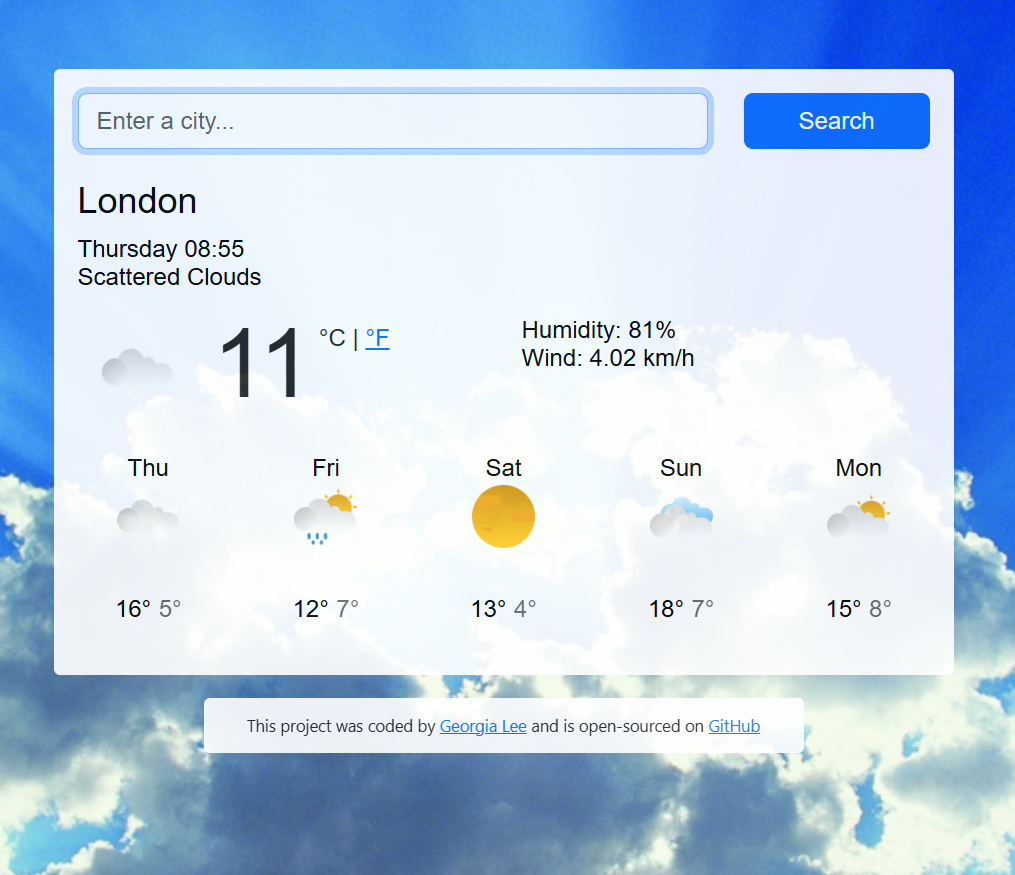 Enter a city...
Search
London
Thursday 08:55
Scattered Clouds
11 °C | °F
Humidity: 81%
Wind: 4.02 km/h
Thu Fri Sat Sun Mon
16° 5° 12° 7° 13° 4° 18° 7° 15° 8°
This project was coded by Georgia Lee and is open-sourced on GitHub